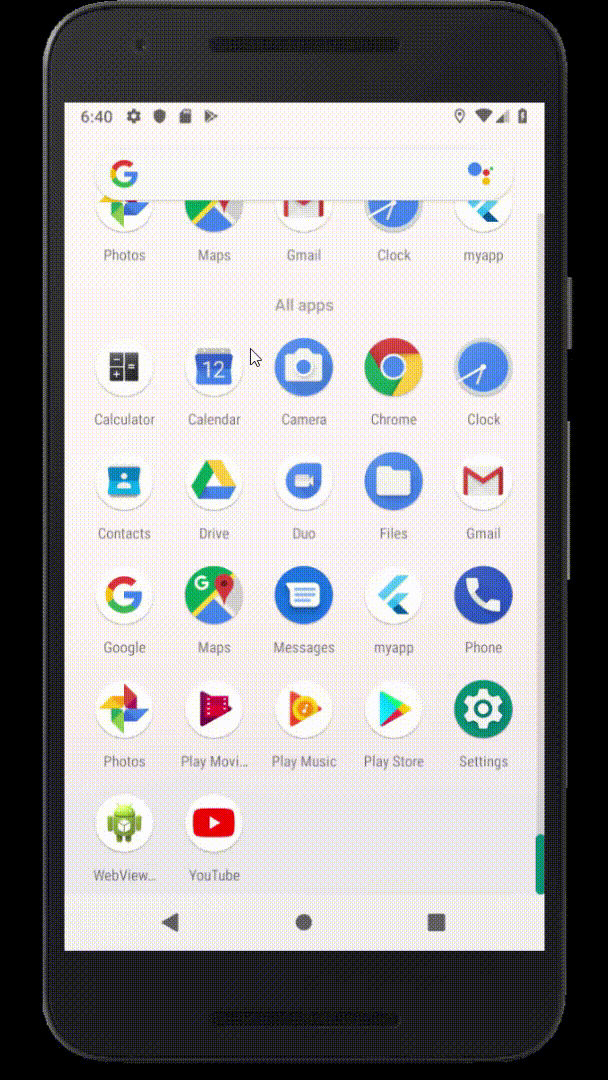 6:40
Photos Maps Gmail Clock myapp
All apps
12
Calculator Calendar Camera Chrome Clock
Contacts Drive Duo Files Gmail
G
Google Maps Messages myapp Phone
Photos Play Movi... Play Music Play Store Settings
WebView... YouTube